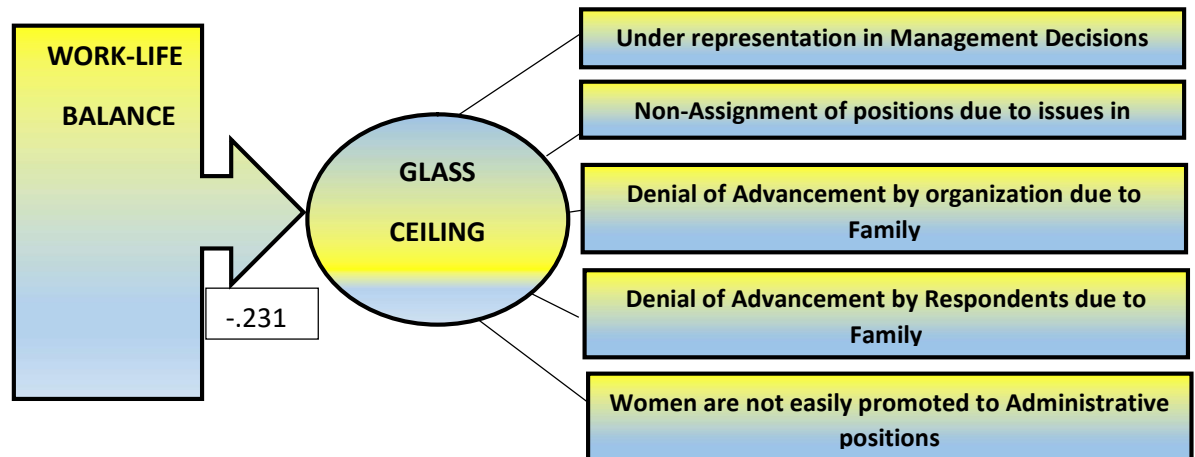 WORK-LIFE
BALANCE
-.231
GLASS
CEILING
Under representation in Management Decisions
Non-Assignment of positions due to issues in
Denial of Advancement by organization due to
Family
Denial of Advancement by Respondents due to
Family
Women are not easily promoted to Administrative
positions